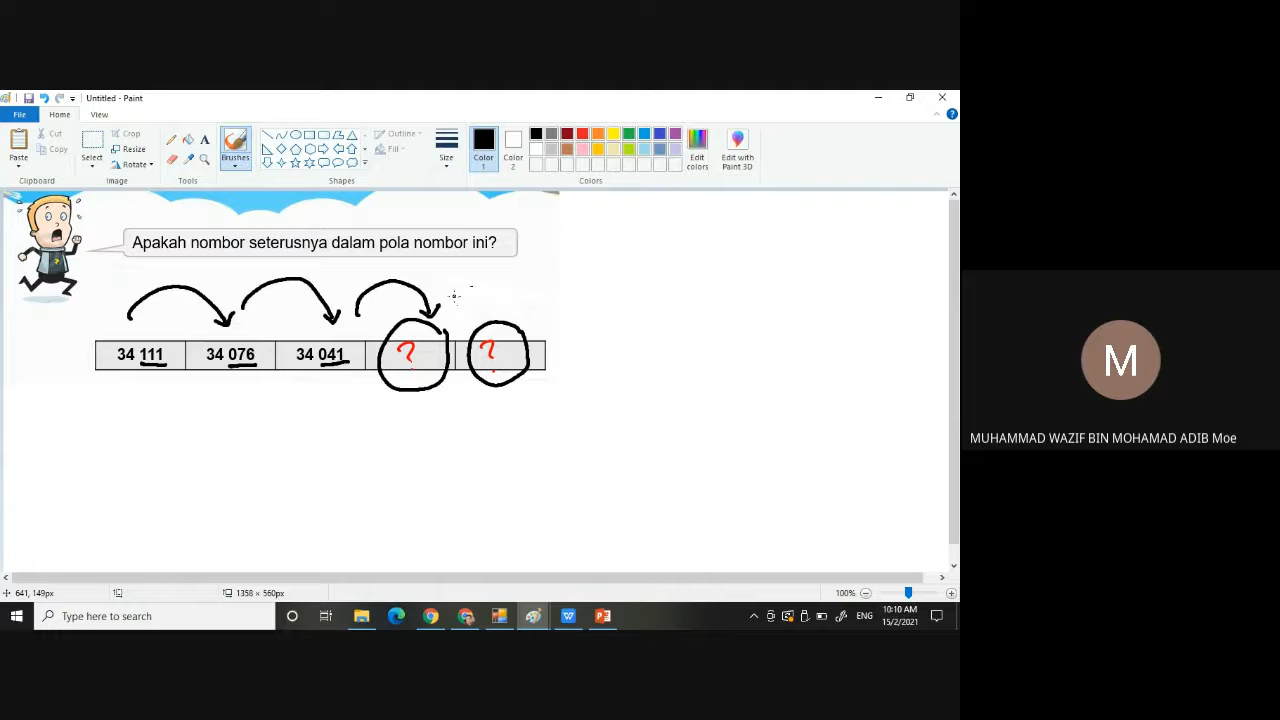 Untitled - Paint
File Home View
Paste
Cut
Copy
Clipboard
Select
Crop
Resize
Rotate
Image
A
Tools
Brushes
Shapes
Outline
Fill
Size
Color 1
Color 2
Colors
Edit colors
Edit with Paint 3D
Apakah nombor seterusnya dalam pola nombor ini?
34 111 34 076 34 041 ? ?
M
MUHAMMAD WAZIF BIN MOHAMAD ADIB Moe
641, 149px 1358 × 560px 100%
Type here to search
ENG
10:10 AM
15/2/2021